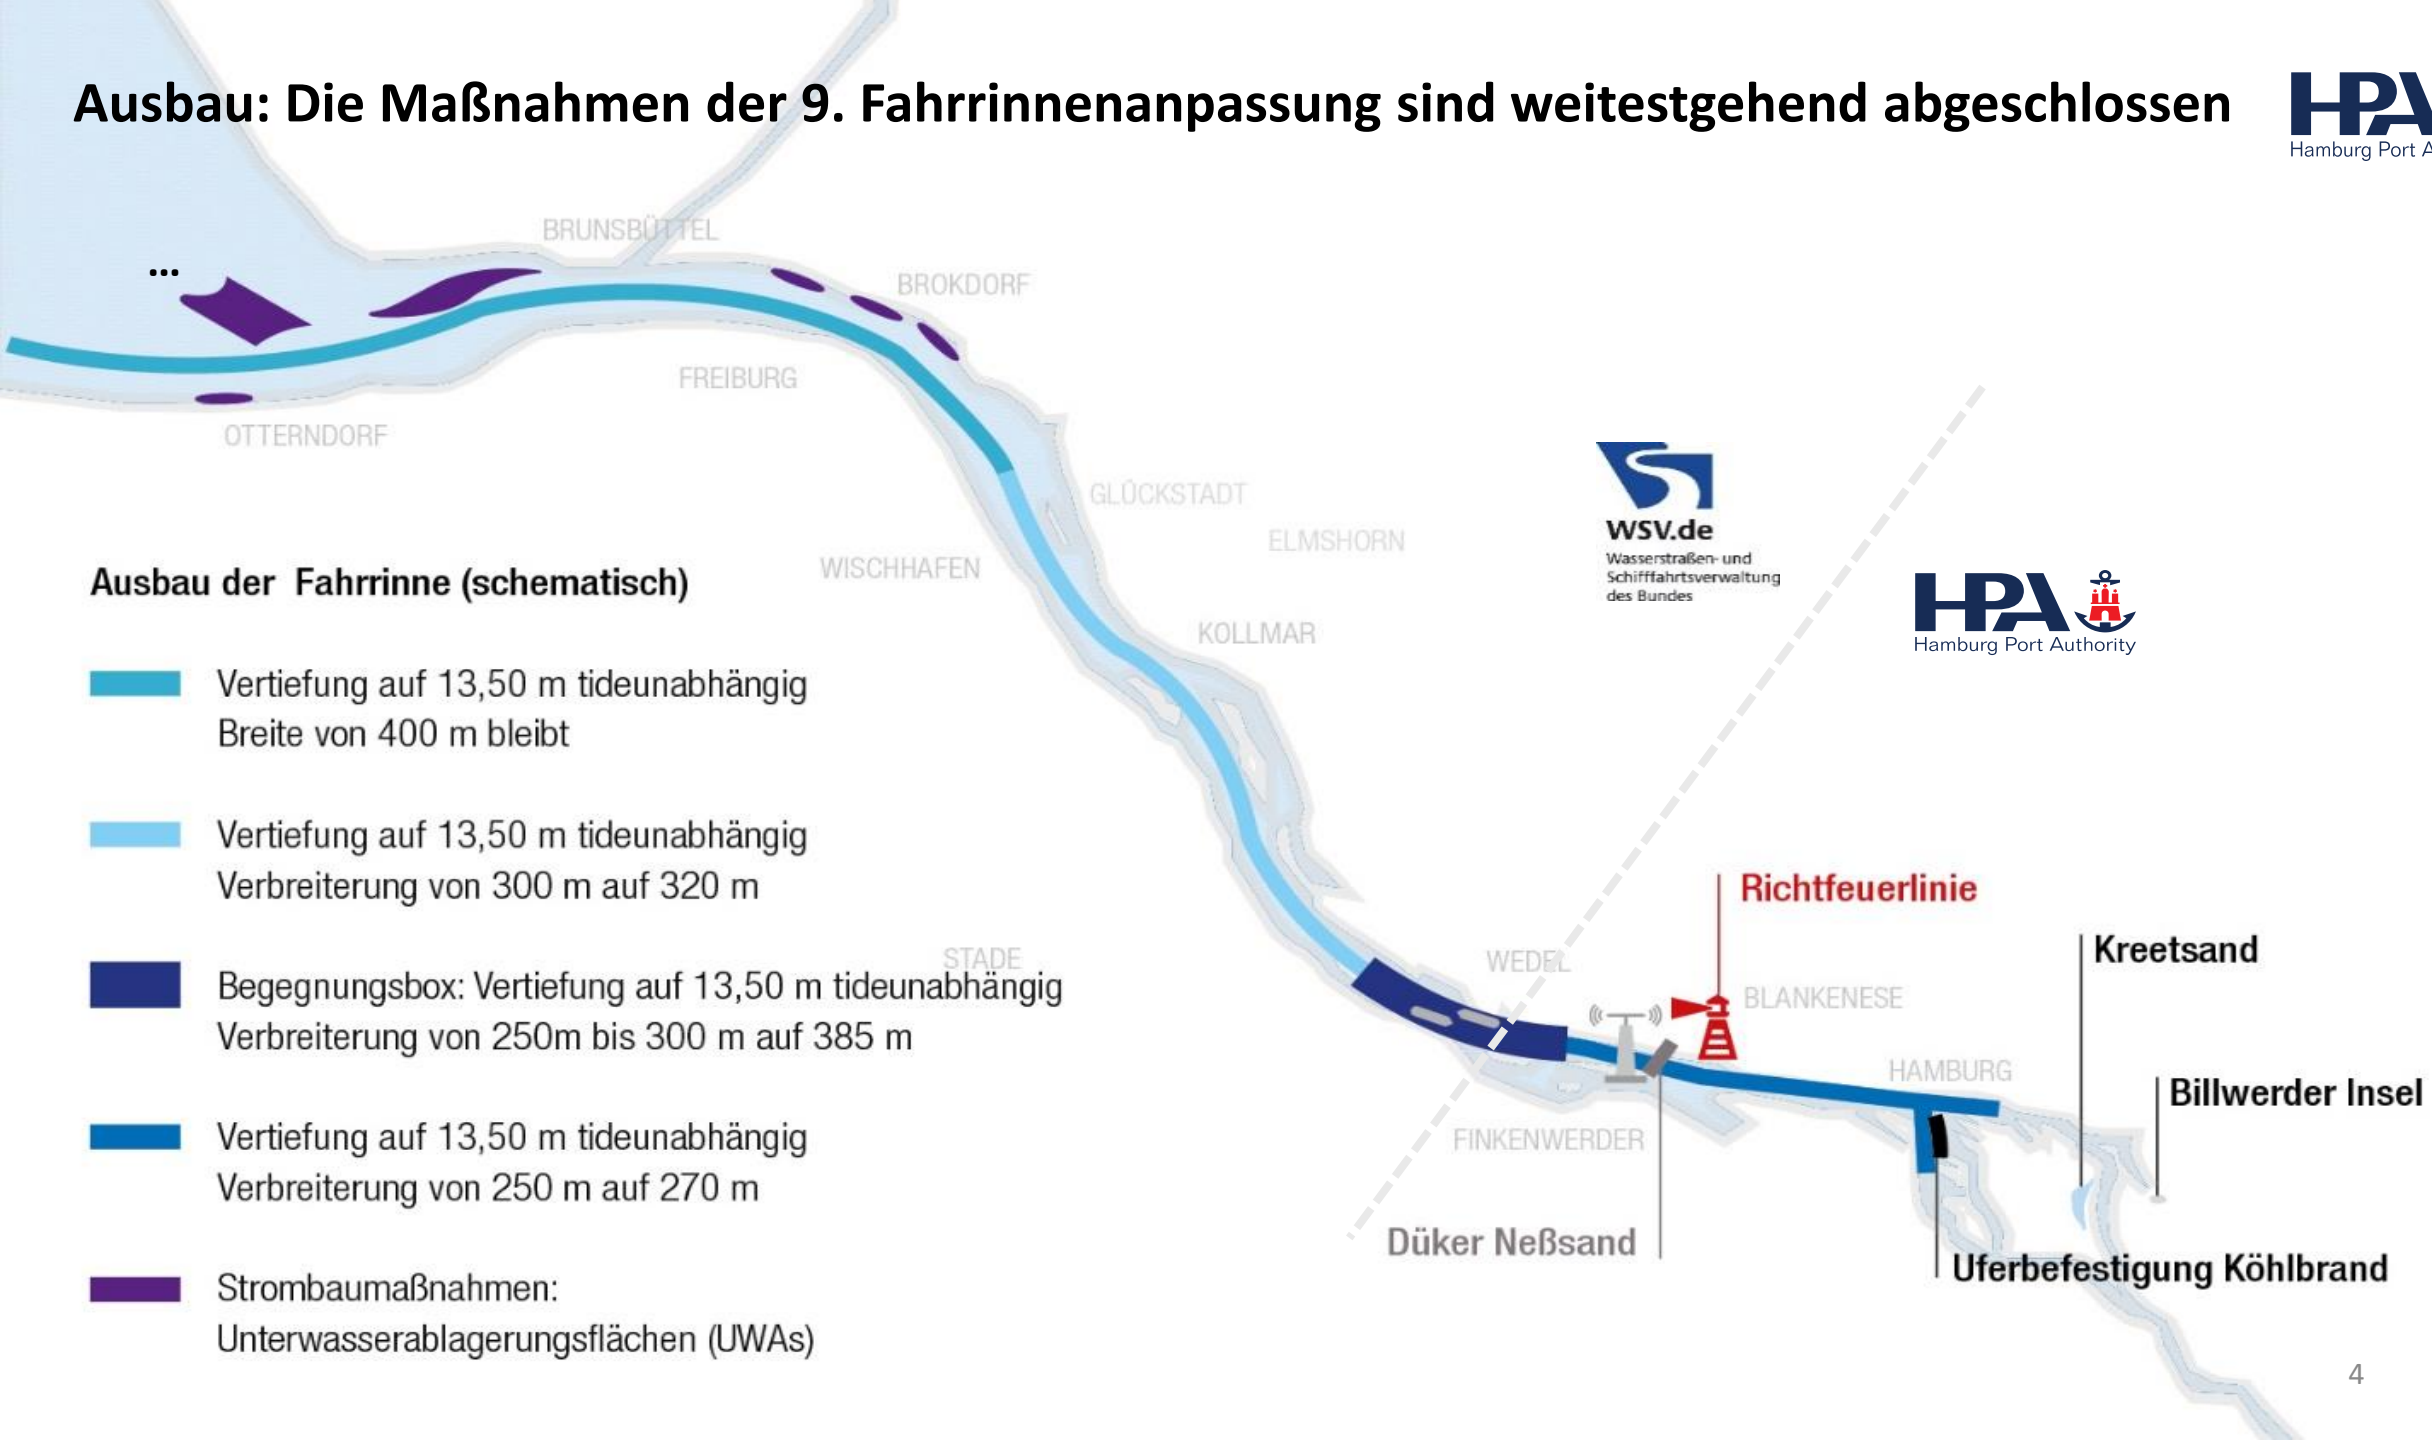 Ausbau: Die Maßnahmen der 9. Fahrrinnenanpassung sind weitestgehend abgeschlossen
HPA
Hamburg Port A
BRUNSBÜTTEL
...
BROKDORF
FREIBURG
OTTERNDORF
GLÜCKSTADT
ELMSHORN
WISCHHAFEN
KOLLMAR
WSV.de
Wasserstraßen- und
Schifffahrtsverwaltung
des Bundes
HPA
Hamburg Port Authority
Ausbau der Fahrrinne (schematisch)
Vertiefung auf 13,50 m tideunabhängig
Breite von 400 m bleibt
Vertiefung auf 13,50 m tideunabhängig
Verbreiterung von 300 m auf 320 m
STADE
Begegnungsbox: Vertiefung auf 13,50 m tideunabhängig
Verbreiterung von 250m bis 300 m auf 385 m
Vertiefung auf 13,50 m tideunabhängig
Verbreiterung von 250 m auf 270 m
Strombaumaßnahmen:
Unterwasserablagerungsflächen (UWAs)
Richtfeuerlinie
Kreetsand
WEDEL
BLANKENESE
HAMBURG
Billwerder Insel
FINKENWERDER
Düker Neßsand
Uferbefestigung Köhlbrand
4